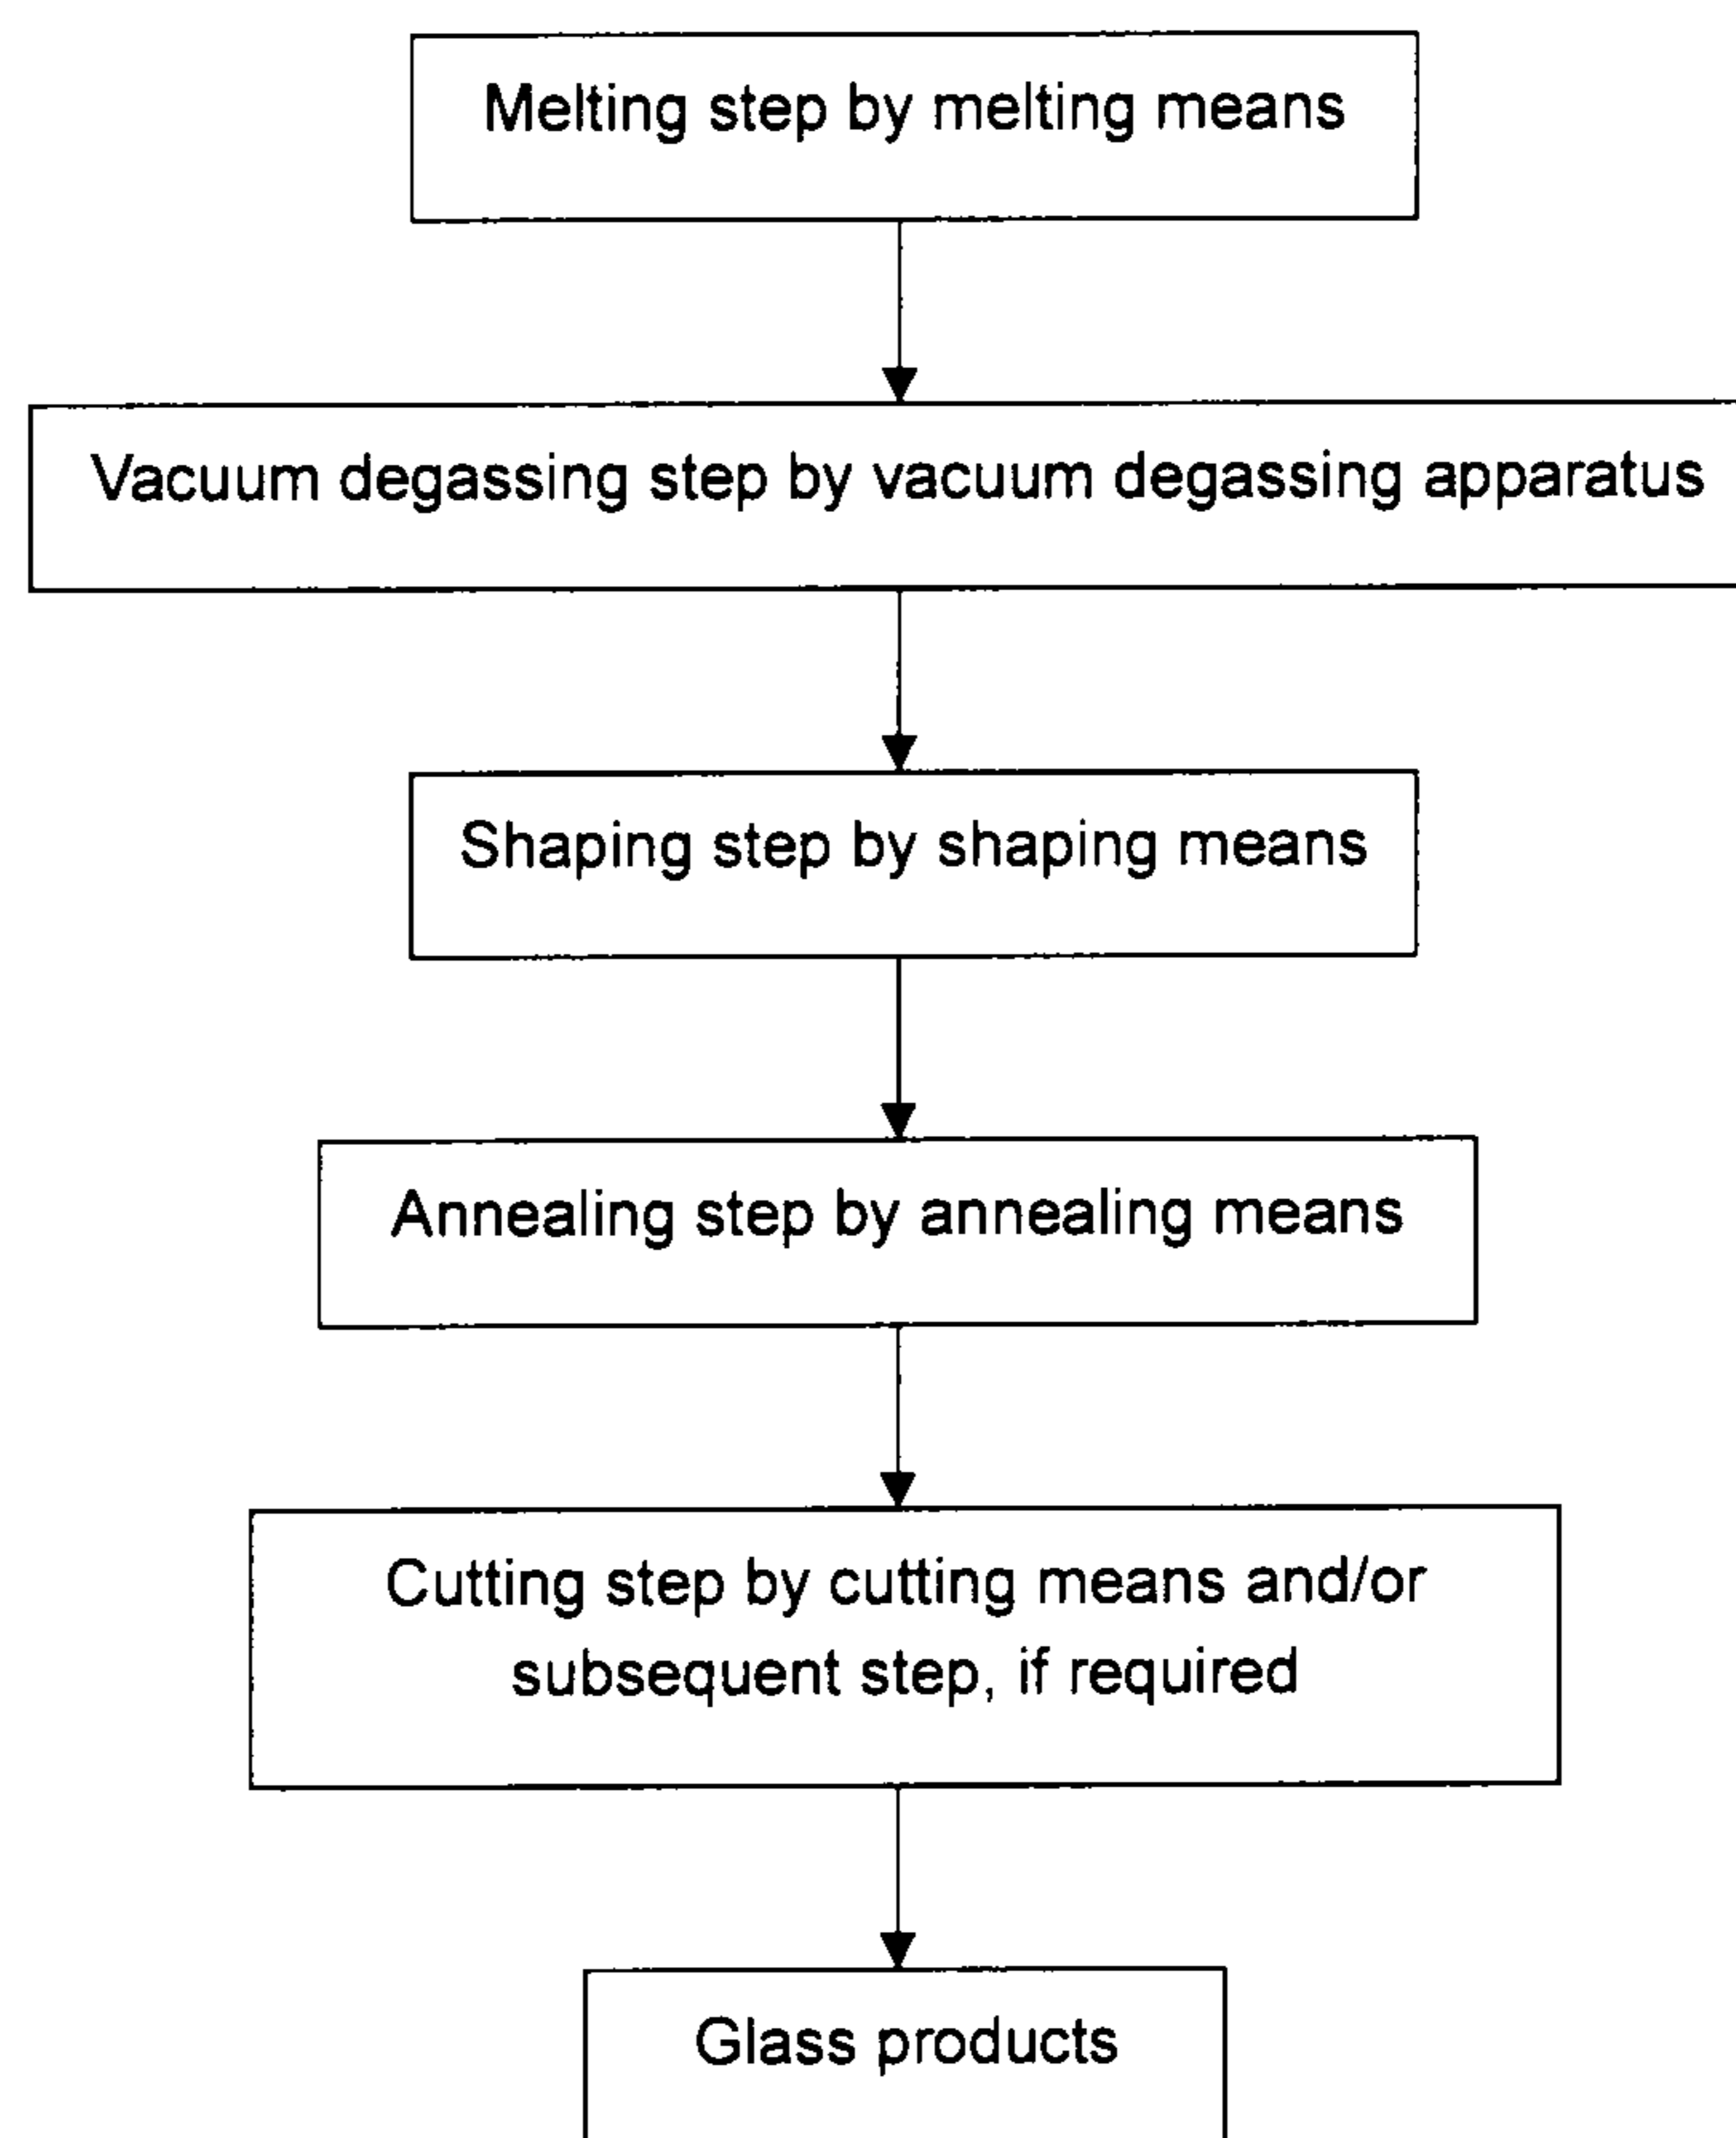 Melting step by melting means
Vacuum degassing step by vacuum degassing apparatus
Shaping step by shaping means
Annealing step by annealing means
Cutting step by cutting means and/or
subsequent step, if required
Glass products